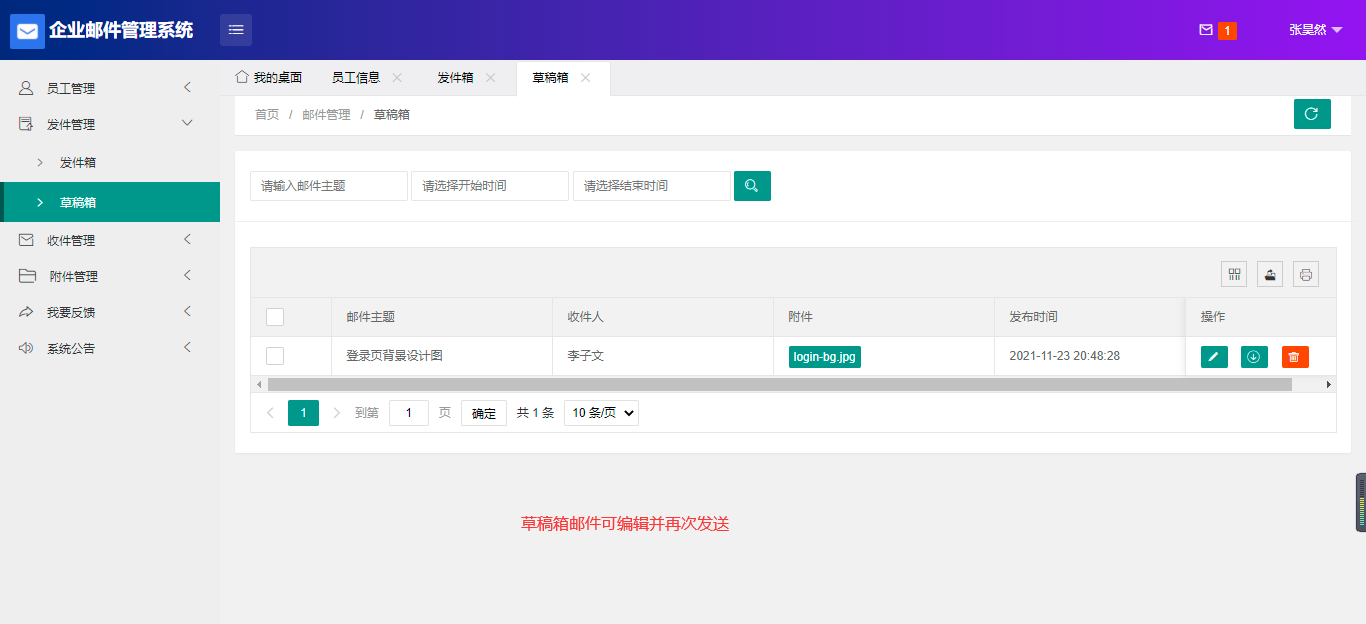 企业邮件管理系统
1
张昊然
员工管理
发件管理
发件箱
草稿箱
收件管理
附件管理
我要反馈
系统公告
我的桌面 员工信息 发件箱 草稿箱
首页 / 邮件管理 / 草稿箱
请输入邮件主题 请选择开始时间 请选择结束时间
邮件主题 收件人 附件 发布时间 操作
登录页背景设计图 李子文 login-bg.jpg 2021-11-23 20:48:28
1 到第 1 页 确定 共 1 条 10 条/页
草稿箱邮件可编辑并再次发送